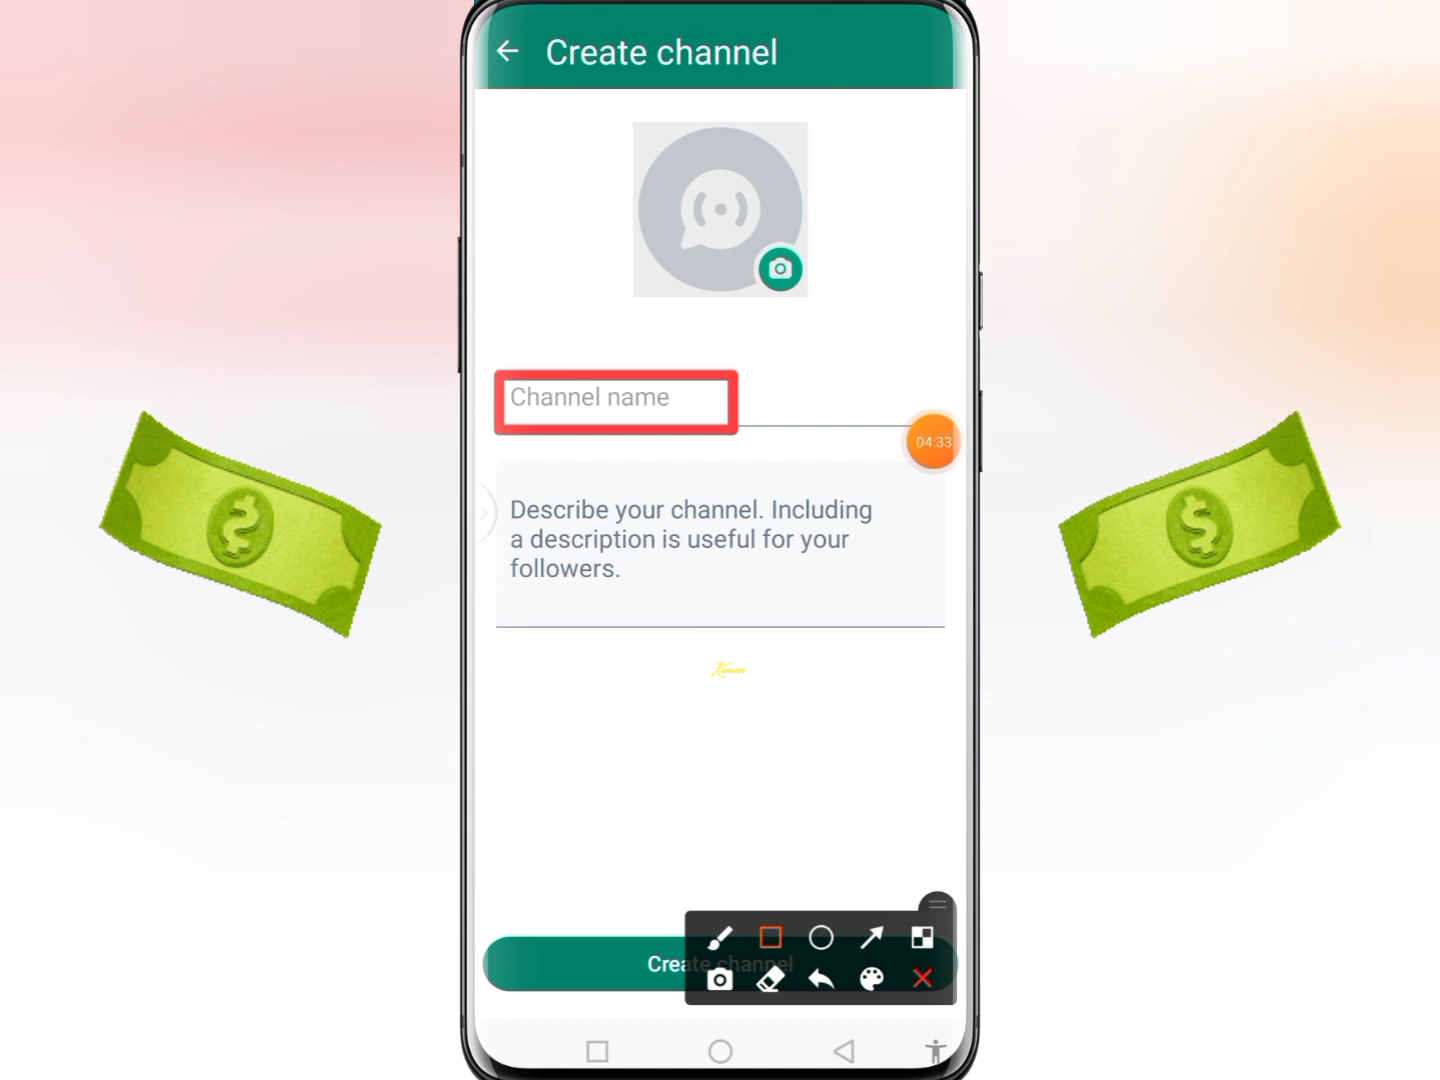 Create channel
Channel name
04:33
Describe your channel. Including
a description is useful for your
followers.
Create channel